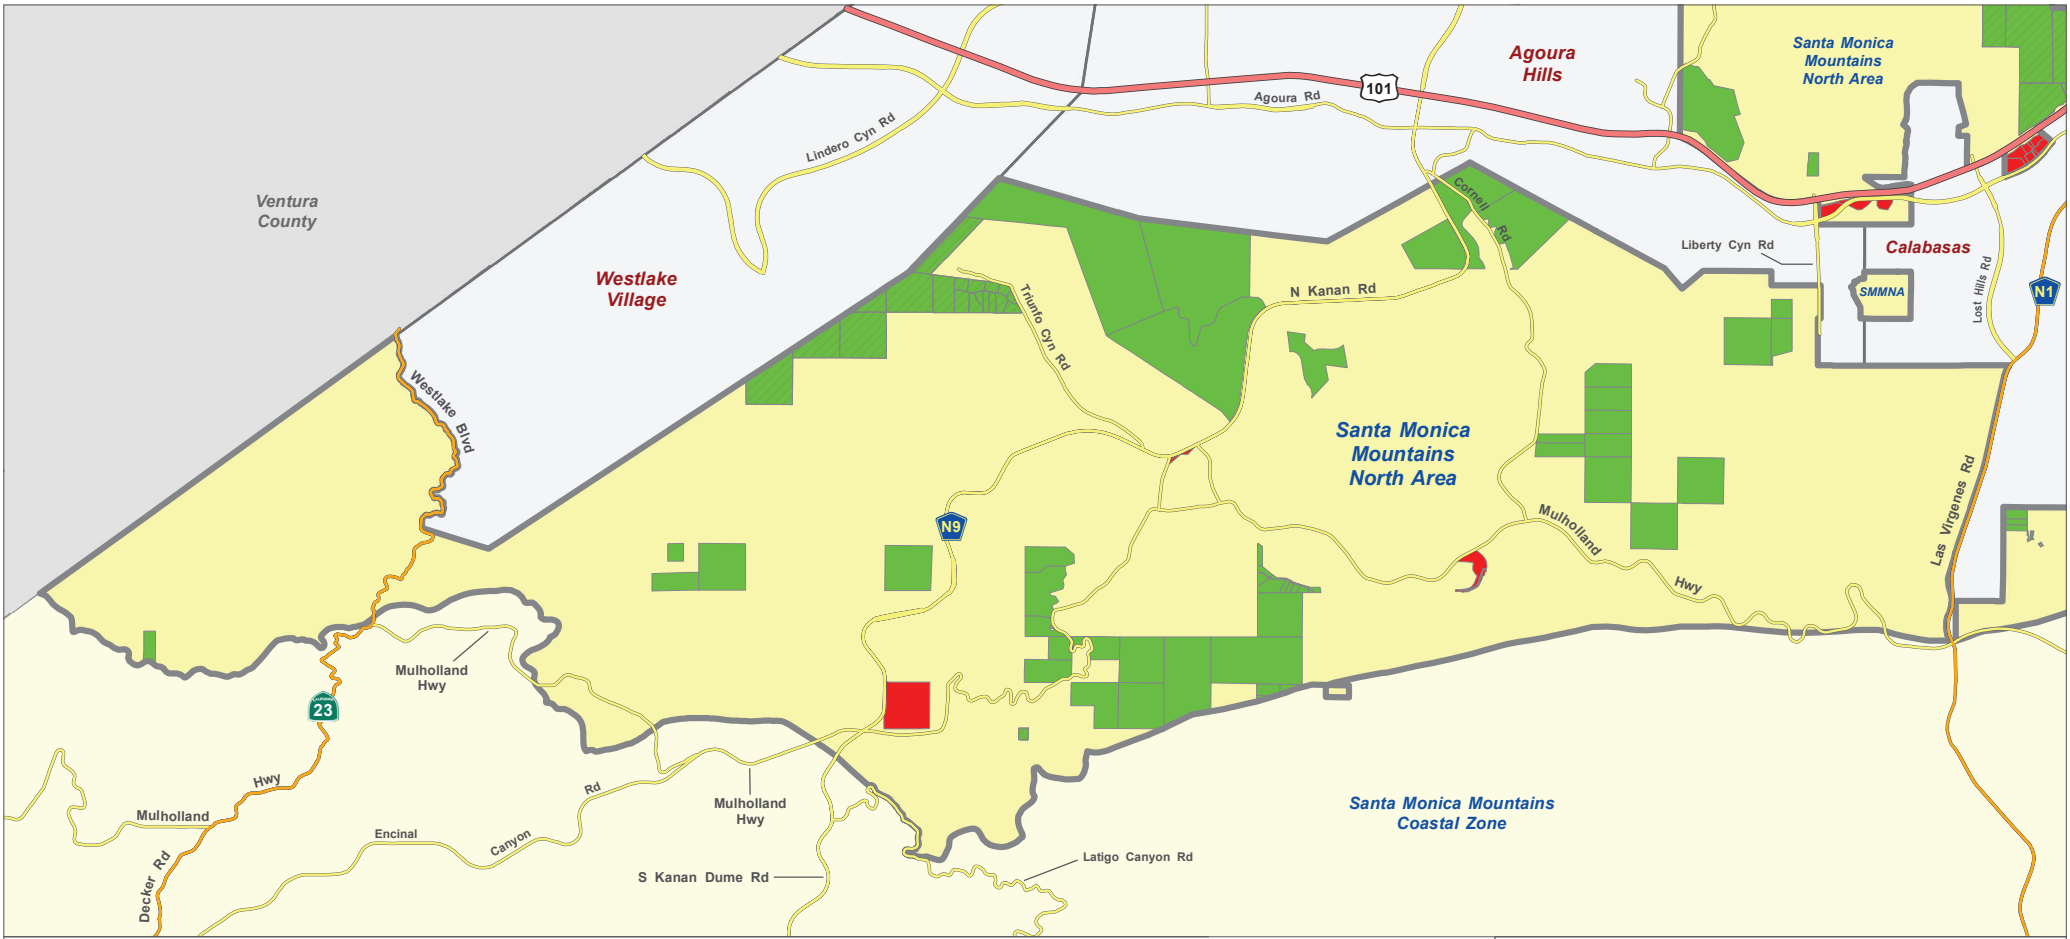 Santa Monica
Mountains
North Area
Agoura
Hills
101
Agoura Rd
Lindero Cyn Rd
Ventura
County
Westlake
Village
Cornell
Rd
Liberty Cyn Rd
Calabasas
SMMNA
Lost Hills Rd
N1
N Kanan Rd
Triunfo Cyn Rd
Westlake Blvd
Santa Monica
Mountains
North Area
Las Virgenes Rd
N9
Mulholland
Hwy
Mulholland
Hwy
CALIFORNIA
23
Hwy
Mulholland
Rd
Mulholland
Hwy
Santa Monica Mountains
Coastal Zone
Encinal
Canyon
Decker Rd
S Kanan Dume Rd
Latigo Canyon Rd